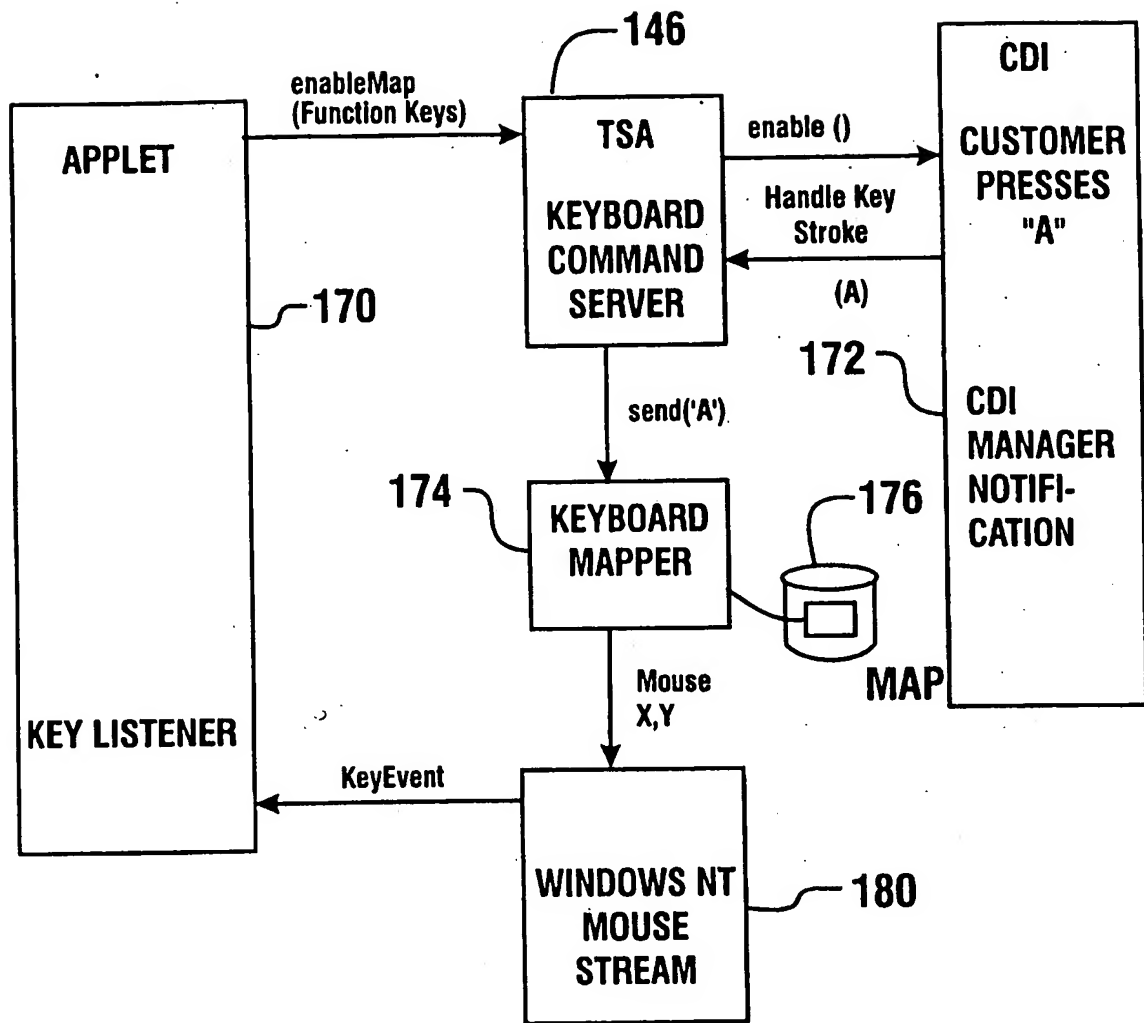 146
CDI
enableMap
(Function Keys)
APPLET
TSA
enable ()
CUSTOMER
PRESSES
"A"
KEYBOARD
COMMAND
SERVER
Handle Key
Stroke
(A)
170
172
send('A')
CDI
MANAGER
NOTIFI-
CATION
174
KEYBOARD
MAPPER
176
MAP
Mouse
X,Y
KEY LISTENER
KeyEvent
WINDOWS NT
MOUSE
STREAM
180